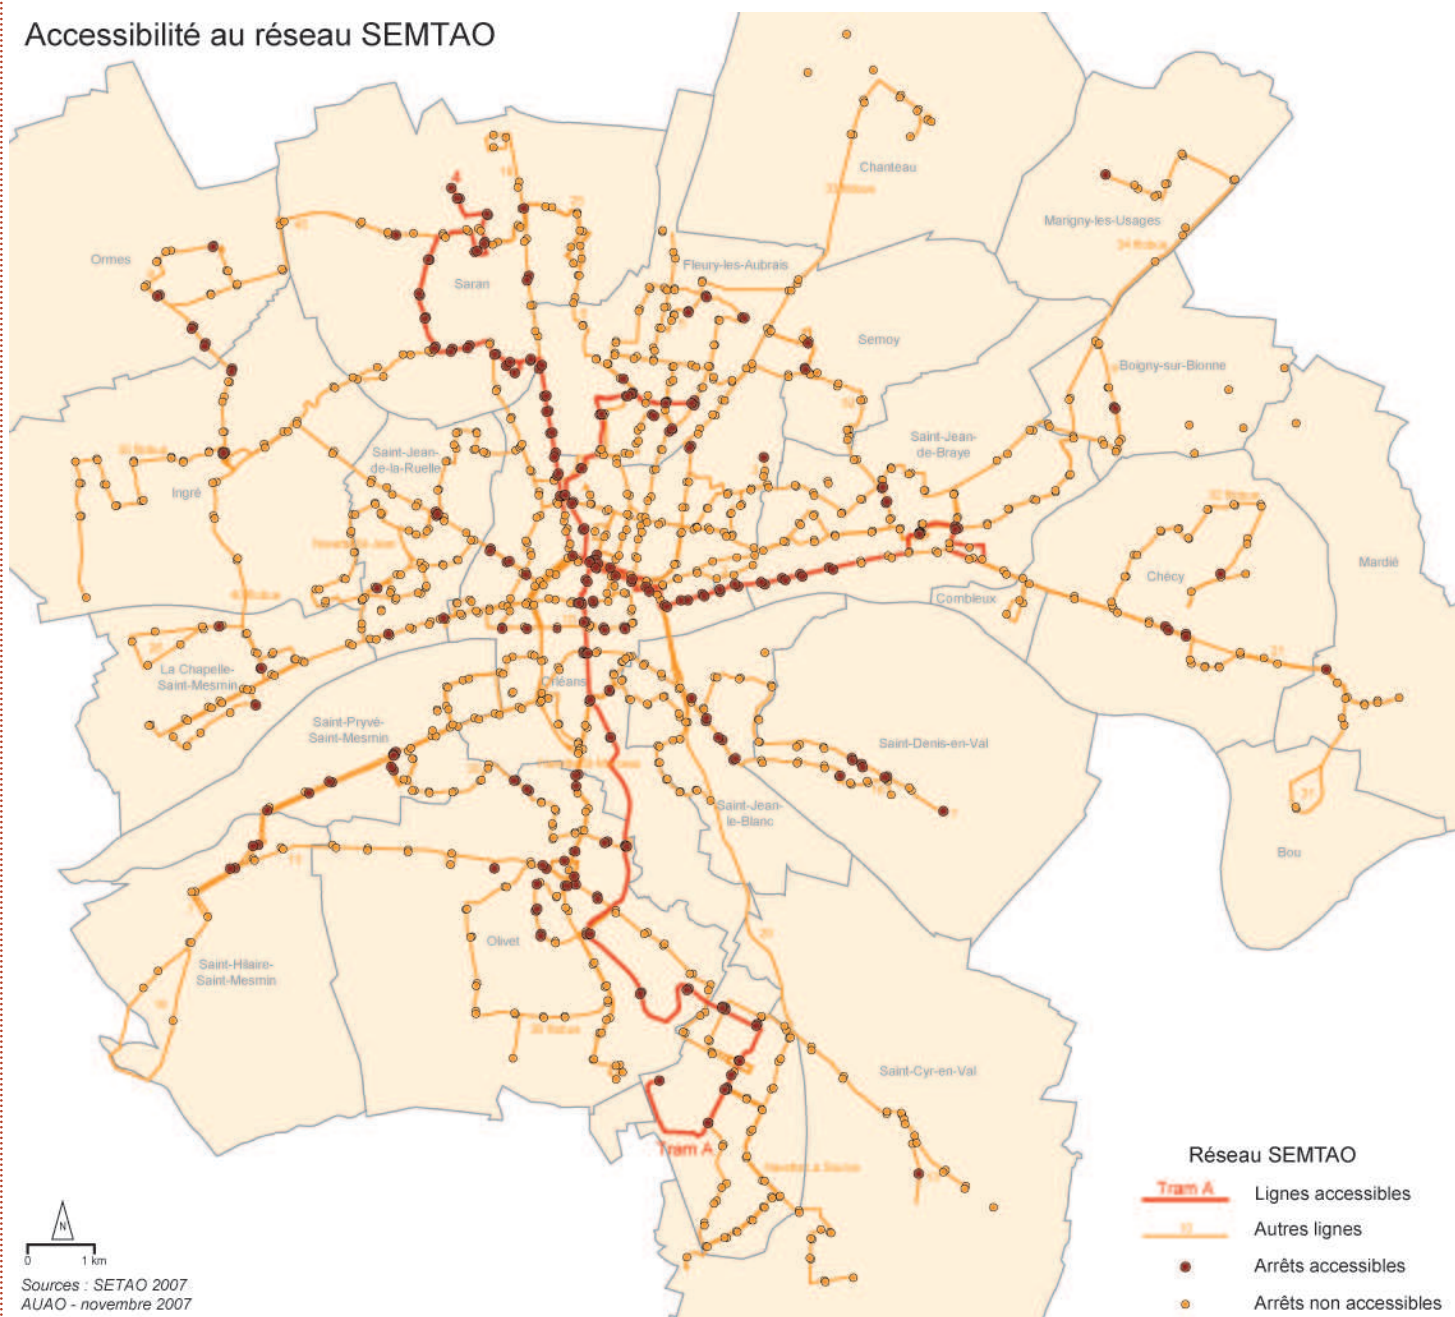 Accessibilité au réseau SEMTAO
Chanteau
Marigny-les-Usages
4
Ormes
Saran
Fleury-les-Aubrais
Semoy
Boigny-sur-Bionne
Saint-Jean-
de-la-Ruelle
Saint-Jean-
de-Braye
Ingré
Mardié
Chécy
Combleux
La Chapelle-
Saint-Mesmin
Orléans
Saint-Pryvé-
Saint-Mesmin
Saint-Denis-en-Val
Saint-Jean-
le-Blanc
Bou
Olivet
Saint-Hilaire-
Saint-Mesmin
Saint-Cyr-en-Val
Tram A
Réseau SEMTAO
Tram A
Lignes accessibles
Autres lignes
Arrêts accessibles
Arrêts non accessibles
N
0 1 km
Sources : SETAO 2007
AUAO - novembre 2007